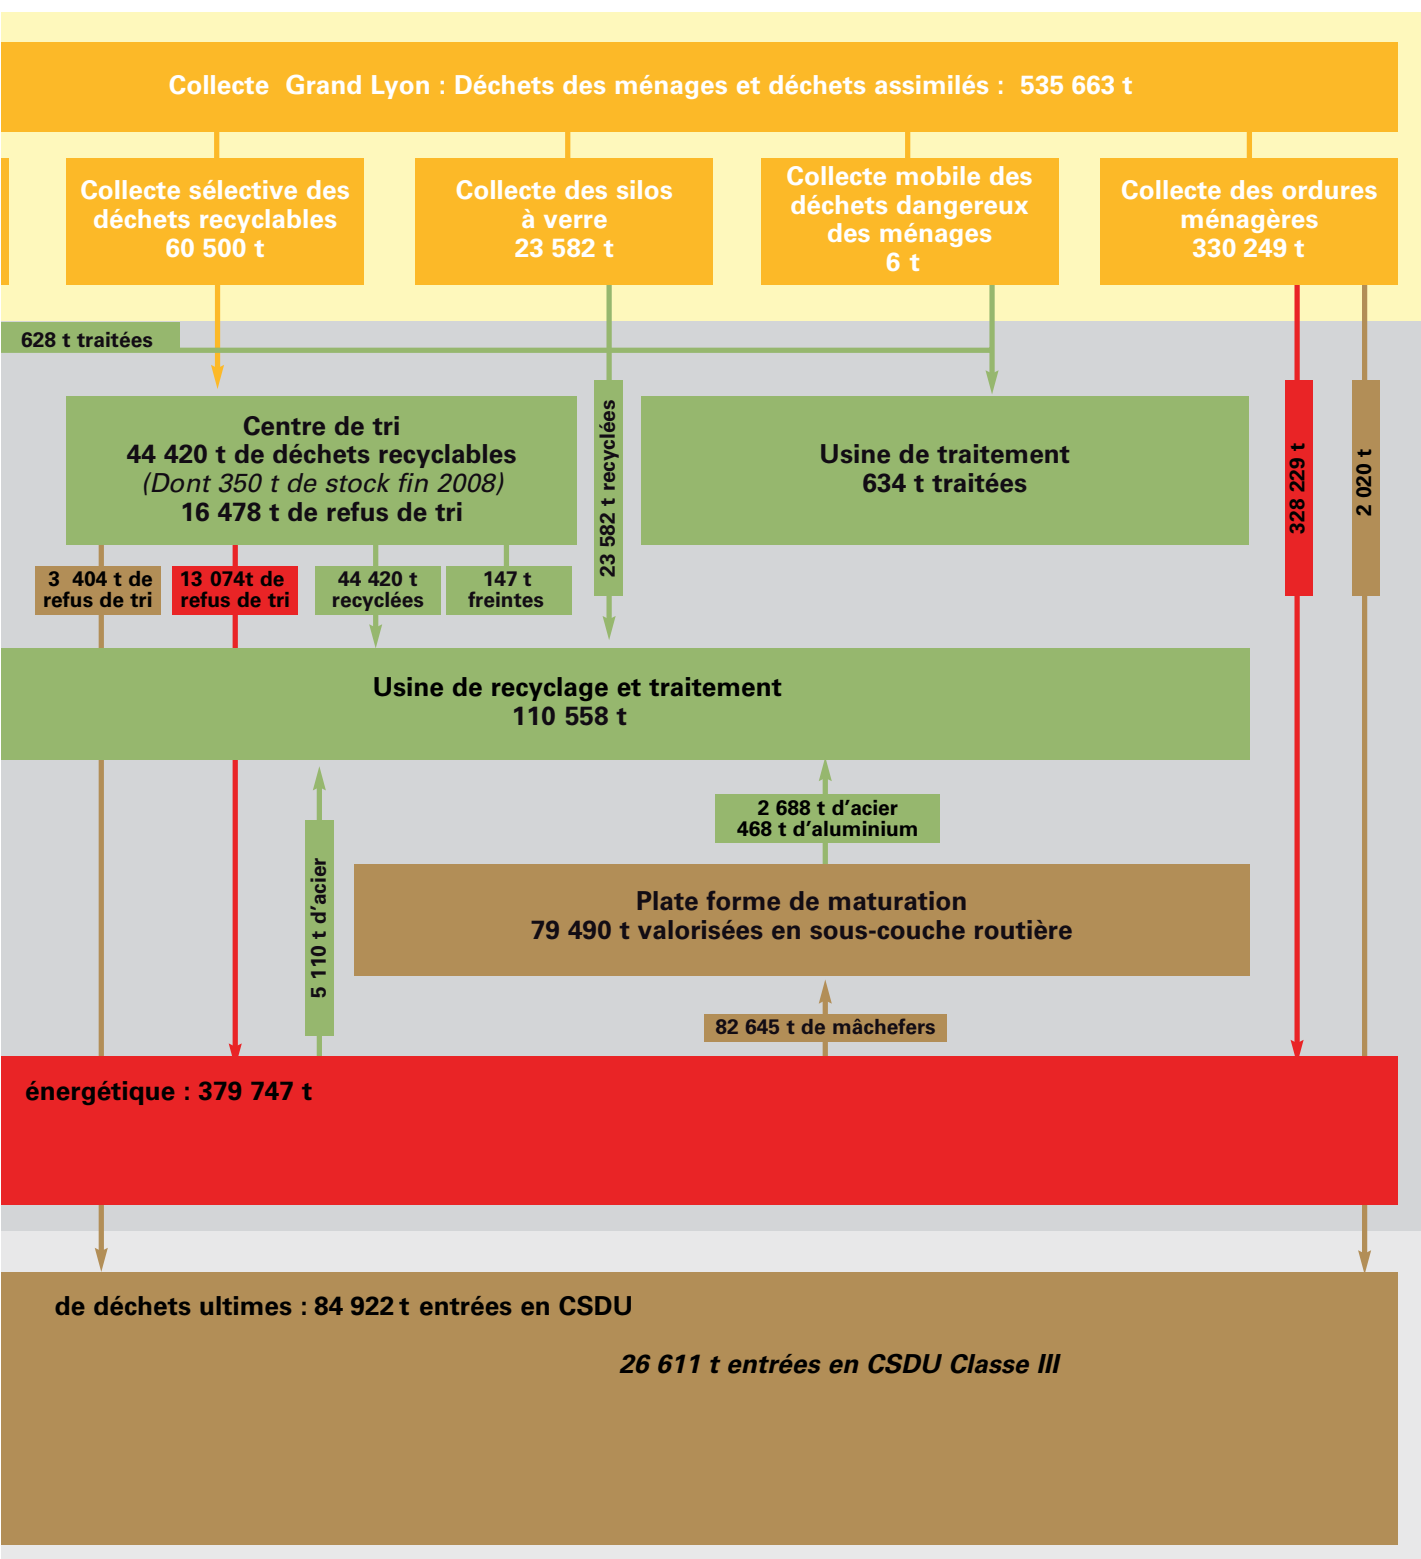 Collecte Grand Lyon : Déchets des ménages et déchets assimilés : 535 663 t
Collecte sélective des
déchets recyclables
60 500 t
Collecte des silos
à verre
23 582 t
Collecte mobile des
déchets dangereux
des ménages
6 t
Collecte des ordures
ménagères
330 249 t
628 t traitées
Centre de tri
44 420 t de déchets recyclables
(Dont 350 t de stock fin 2008)
16 478 t de refus de tri
23 582 t recyclées
Usine de traitement
634 t traitées
328 229 t
2 020 t
3 404 t de
refus de tri
13 074t de
refus de tri
44 420 t
recyclées
147 t
freintes
Usine de recyclage et traitement
110 558 t
2 688 t d'acier
468 t d'aluminium
5 110 t d'acier
Plate forme de maturation
79 490 t valorisées en sous-couche routière
82 645 t de mâchefers
énergétique : 379 747 t
de déchets ultimes : 84 922 t entrées en CSDU
26 611 t entrées en CSDU Classe III